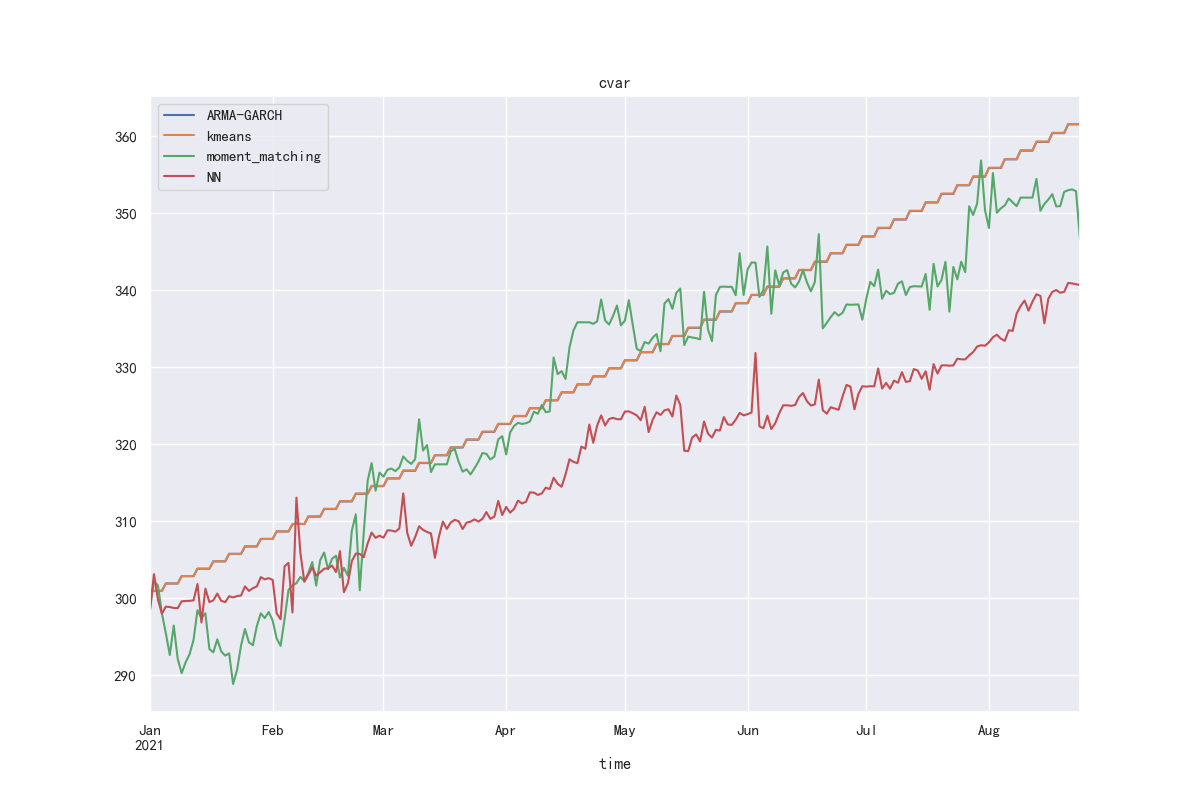 cvar
ARMA-GARCH
kmeans
moment_matching
NN
360
350
340
330
320
310
300
290
Jan Feb Mar Apr May Jun Jul Aug
2021
time